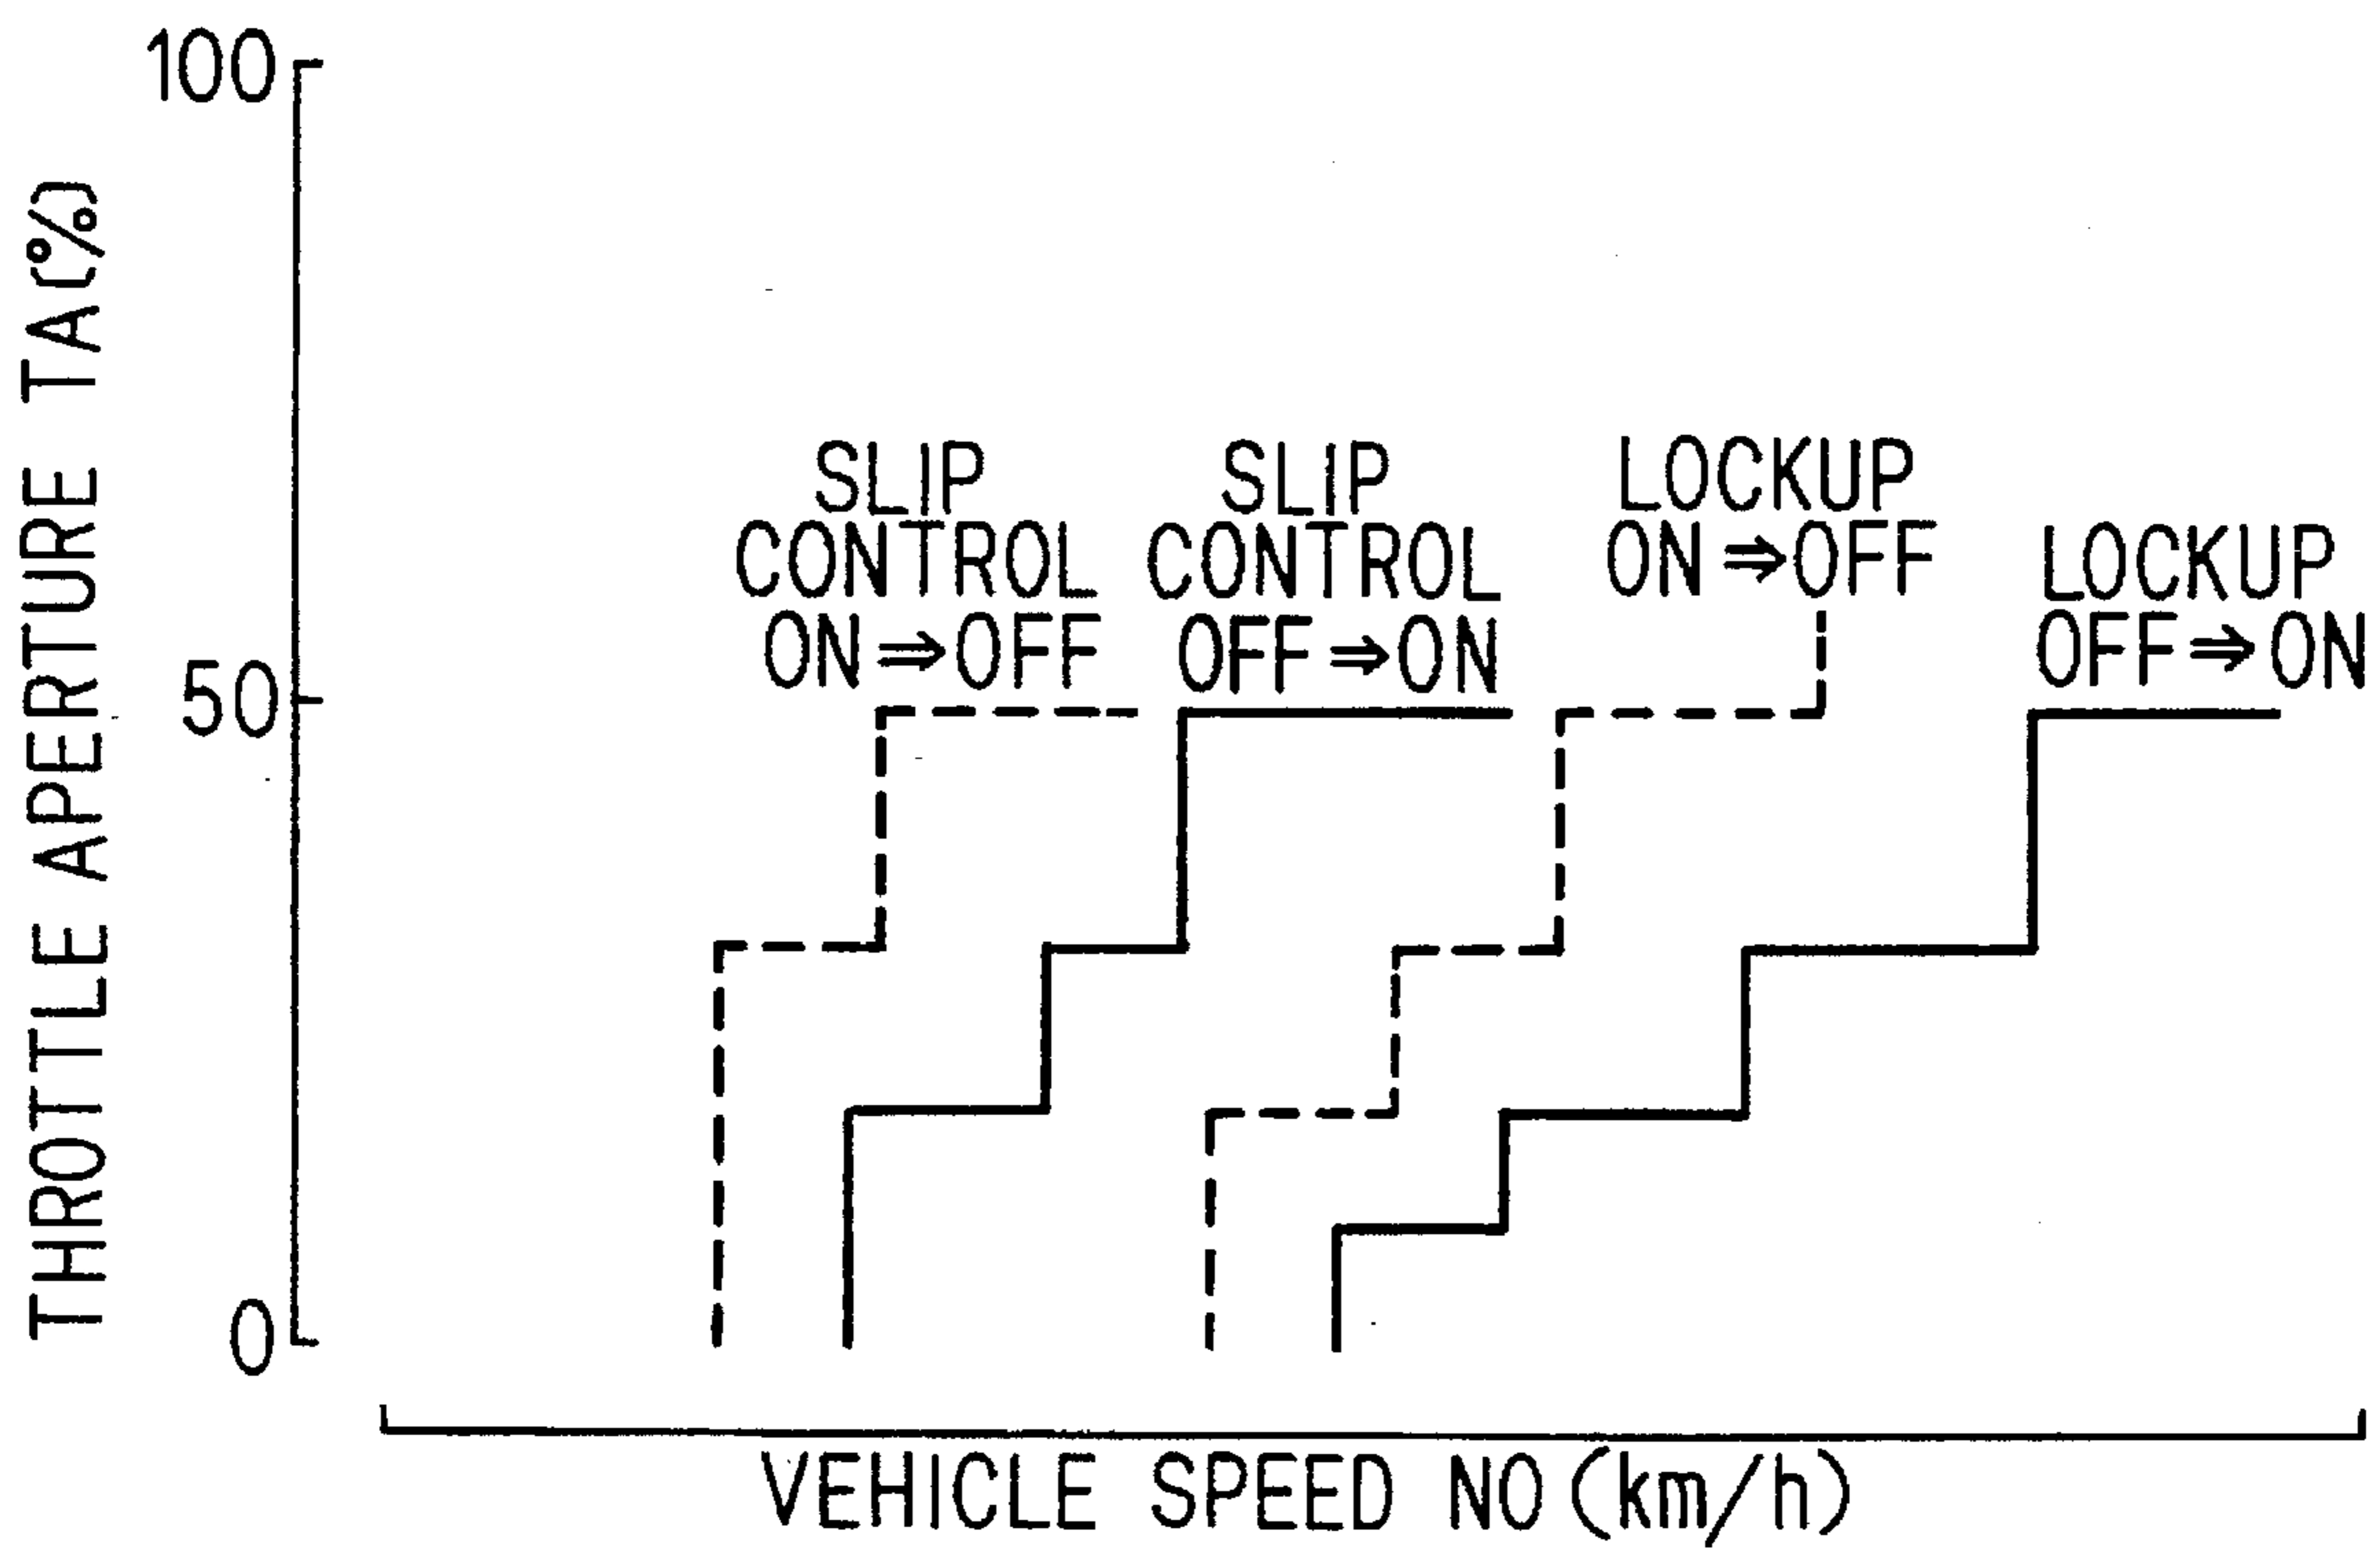 100
50
0
THROTTLE APERTURE TA(%)
SLIP
CONTROL
ON⇒OFF
SLIP
CONTROL
OFF⇒ON
LOCKUP
ON⇒OFF
LOCKUP
OFF⇒ON
VEHICLE SPEED NO(km/h)